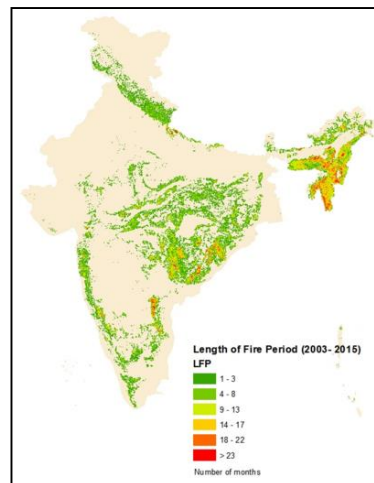 Length of Fire Period (2003- 2015)
LFP
1 - 3
4 - 8
9 - 13
14 - 17
18 - 22
> 23
Number of months